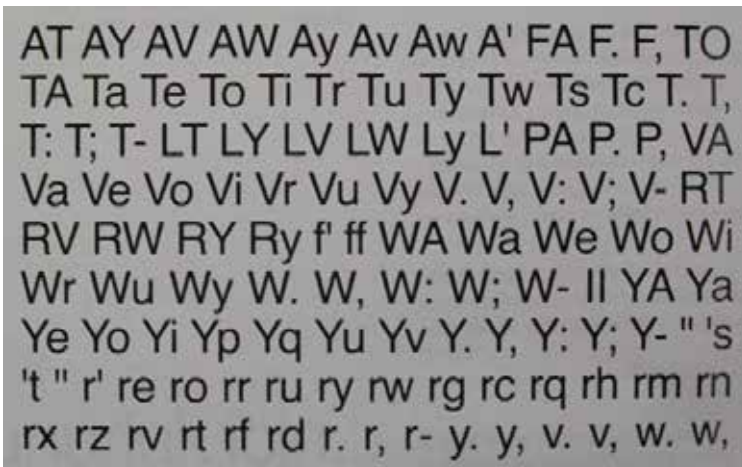 AT AY AV AW Ay Av Aw A' FA F. F, TO
TA Ta Te To Ti Tr Tu Ty Tw Ts Tc T. T,
T: T; T- LT LY LV LW Ly L' PA P. P, VA
Va Ve Vo Vi Vr Vu Vy V. V, V: V; V- RT
RV RW RY Ry f' ff WA Wa We Wo Wi
Wr Wu Wy W. W, W: W; W- II YA Ya
Ye Yo Yi Yp Yq Yu Yv Y. Y, Y: Y; Y- " 's
't " r' re ro rr ru ry rw rg rc rq rh rm rn
rx rz rv rt rf rd r. r, r- y. y, v. v, w. w,